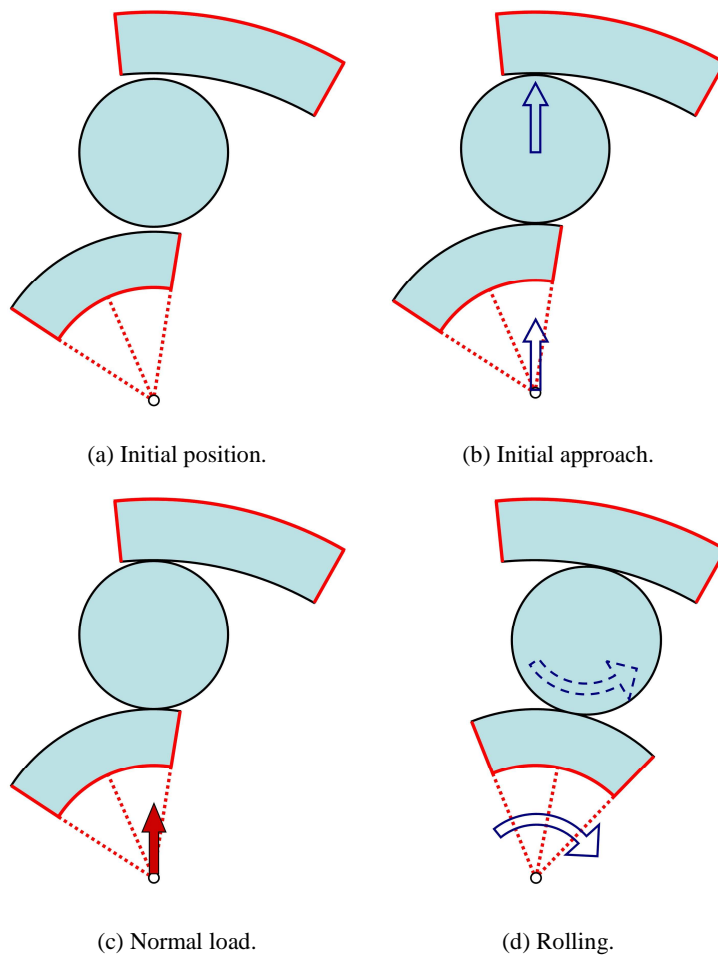 (a) Initial position.
(b) Initial approach.
(c) Normal load.
(d) Rolling.